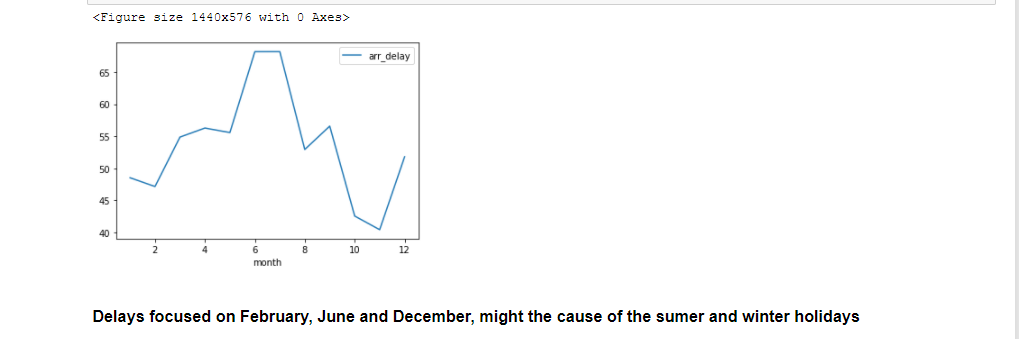 <Figure size 1440x576 with 0 Axes>
arr_delay
65
60
55
50
45
40
2 4 6 8 10 12
month
Delays focused on February, June and December, might the cause of the sumer and winter holidays